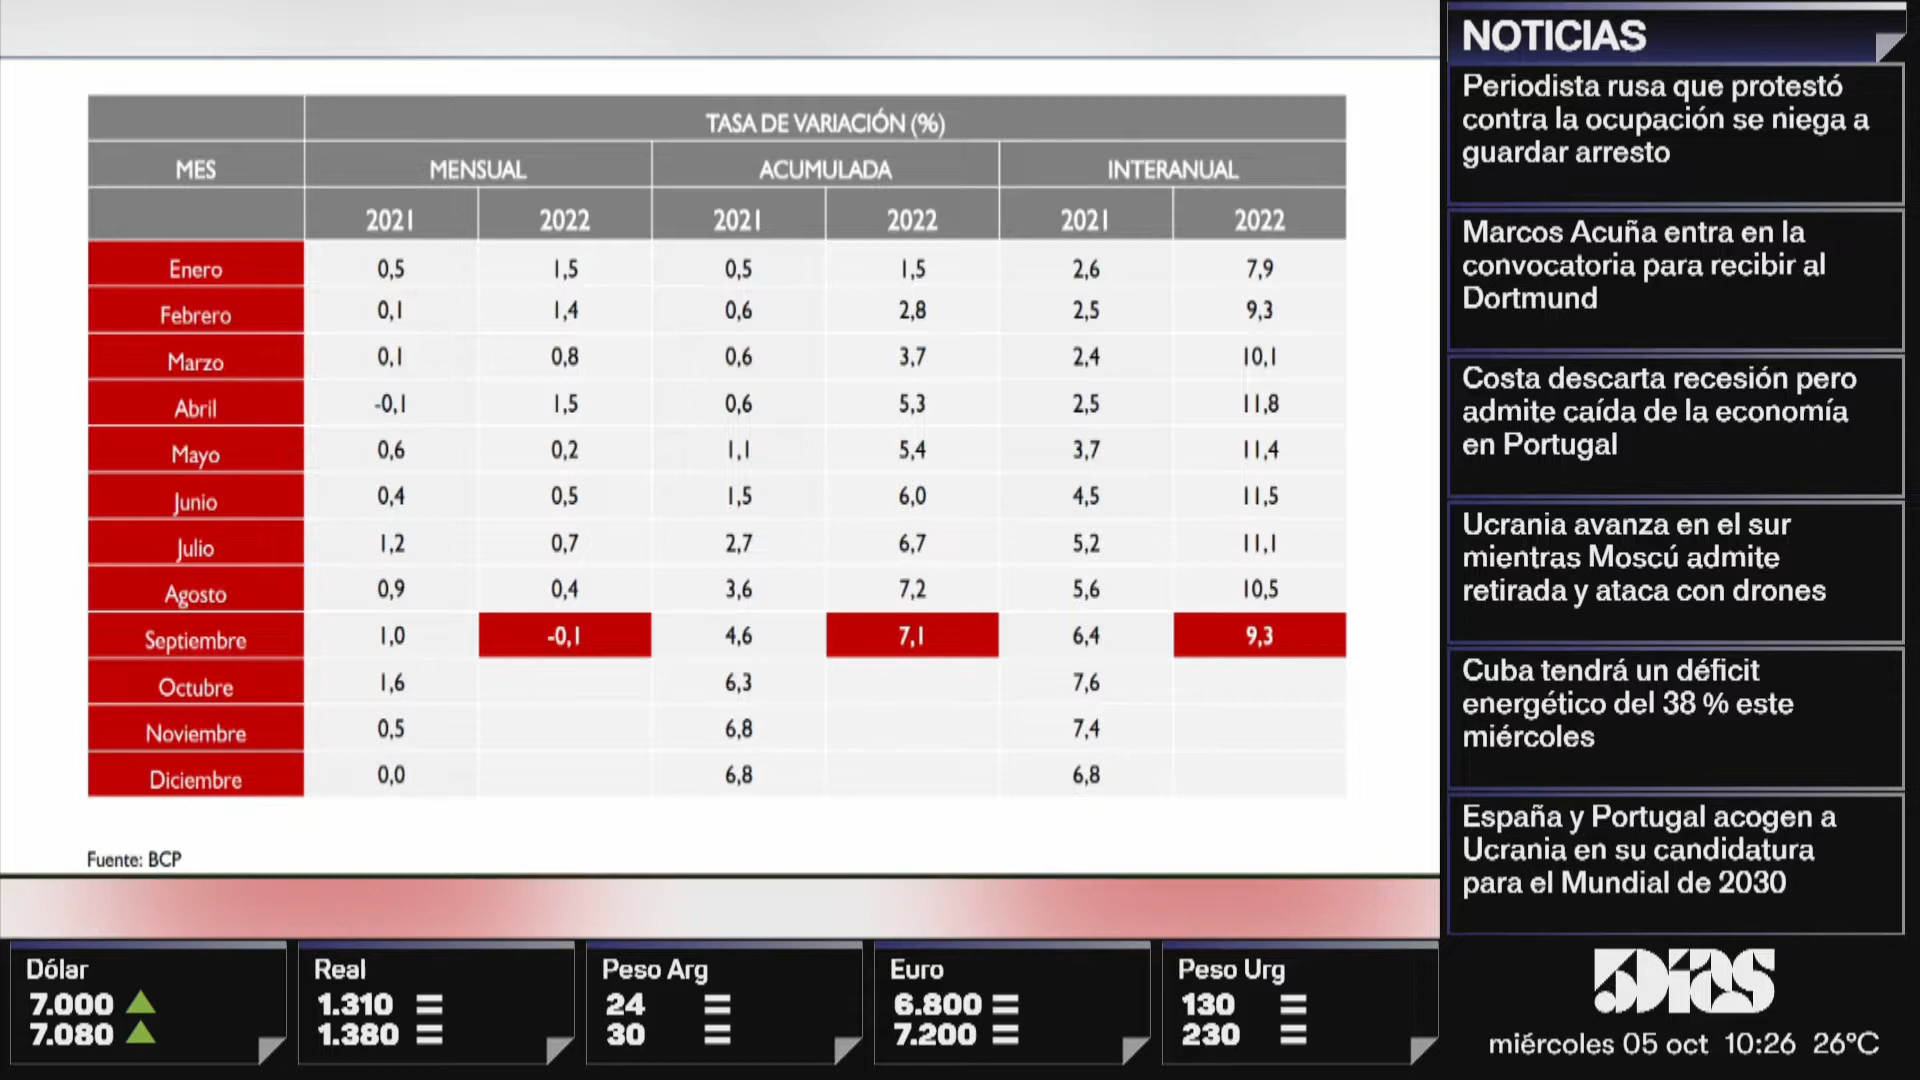 TASA DE VARIACIÓN (%)
MES MENSUAL ACUMULADA INTERANUAL
2021 2022 2021 2022 2021 2022
Enero 0,5 1,5 0,5 1,5 2,6 7,9
Febrero 0,1 1,4 0,6 2,8 2,5 9,3
Marzo 0,1 0,8 0,6 3,7 2,4 10,1
Abril -0,1 1,5 0,6 5,3 2,5 11,8
Mayo 0,6 0,2 1,1 5,4 3,7 11,4
Junio 0,4 0,5 1,5 6,0 4,5 11,5
Julio 1,2 0,7 2,7 6,7 5,2 11,1
Agosto 0,9 0,4 3,6 7,2 5,6 10,5
Septiembre 1,0 -0,1 4,6 7,1 6,4 9,3
Octubre 1,6 6,3 7,6
Noviembre 0,5 6,8 7,4
Diciembre 0,0 6,8 6,8
Fuente: BCP
NOTICIAS
Periodista rusa que protestó
contra la ocupación se niega a
guardar arresto
Marcos Acuña entra en la
convocatoria para recibir al
Dortmund
Costa descarta recesión pero
admite caída de la economía
en Portugal
Ucrania avanza en el sur
mientras Moscú admite
retirada y ataca con drones
Cuba tendrá un déficit
energético del 38 % este
miércoles
España y Portugal acogen a
Ucrania en su candidatura
para el Mundial de 2030
Dólar
7.000
7.080
Real
1.310
1.380
Peso Arg
24
30
Euro
6.800
7.200
Peso Urg
130
230
5Días
miércoles 05 oct 10:26 26°C